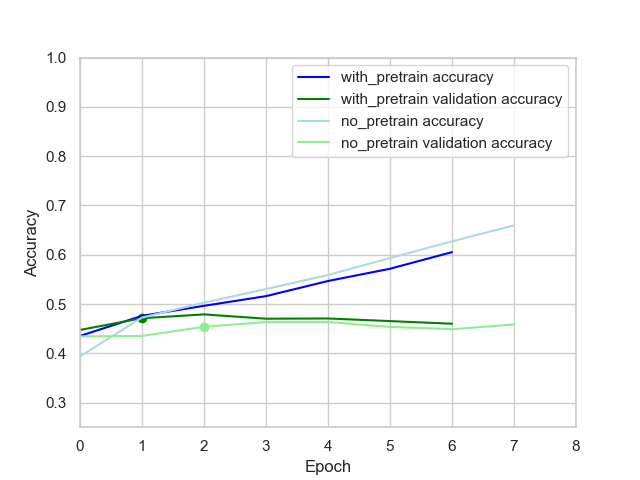 1.0
0.9
0.8
0.7
0.6
0.5
0.4
0.3
Accuracy
with_pretrain accuracy
with_pretrain validation accuracy
no_pretrain accuracy
no_pretrain validation accuracy
0 1 2 3 4 5 6 7 8
Epoch